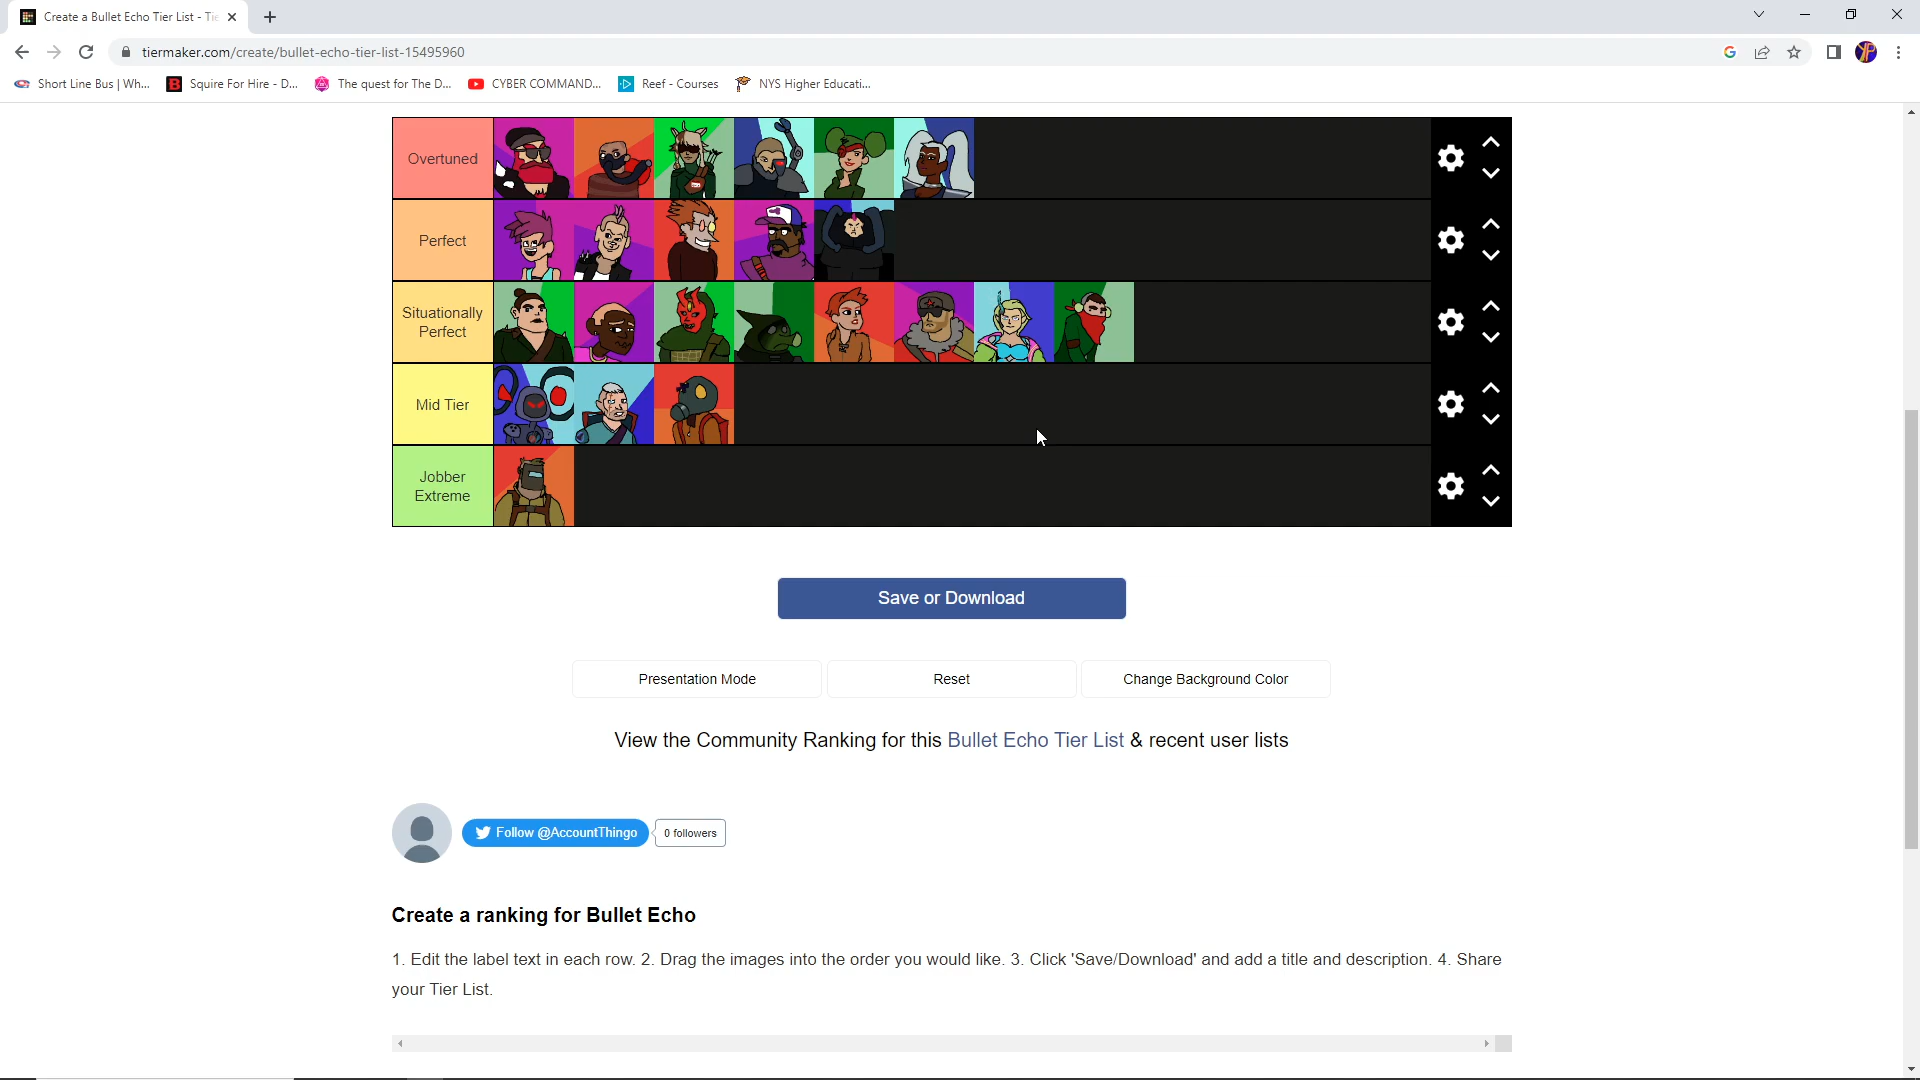 Create a Bullet Echo Tier List - Tie
tiermaker.com/create/bullet-echo-tier-list-15495960
Short Line Bus | Wh... Squire For Hire - D... The quest for The D... CYBER COMMAND... Reef - Courses NYS Higher Educati...
Overtuned
Perfect
Situationally
Perfect
Mid Tier
Jobber
Extreme
Save or Download
Presentation Mode Reset Change Background Color
View the Community Ranking for this Bullet Echo Tier List & recent user lists
Follow @AccountThingo 0 followers
Create a ranking for Bullet Echo
1. Edit the label text in each row. 2. Drag the images into the order you would like. 3. Click 'Save/Download' and add a title and description. 4. Share
your Tier List.